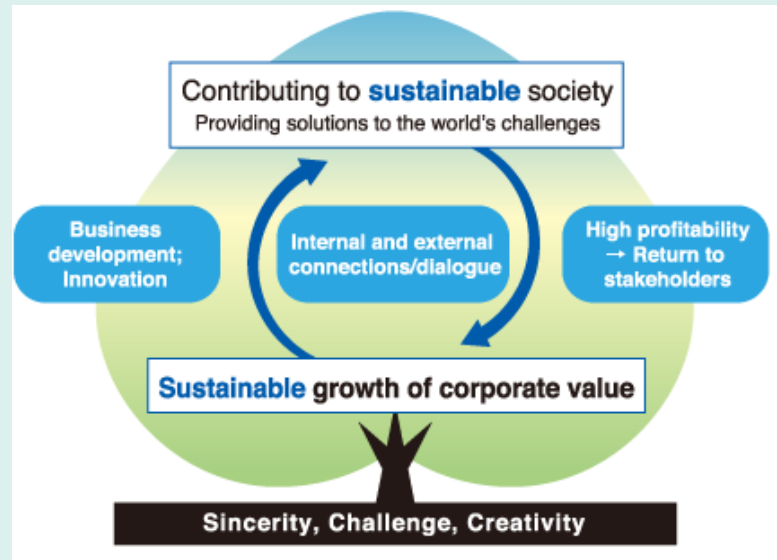 Contributing to sustainable society
Providing solutions to the world's challenges
Business
development;
Innovation
Internal and external
connections/dialogue
High profitability
→ Return to
stakeholders
Sustainable growth of corporate value
Sincerity, Challenge, Creativity